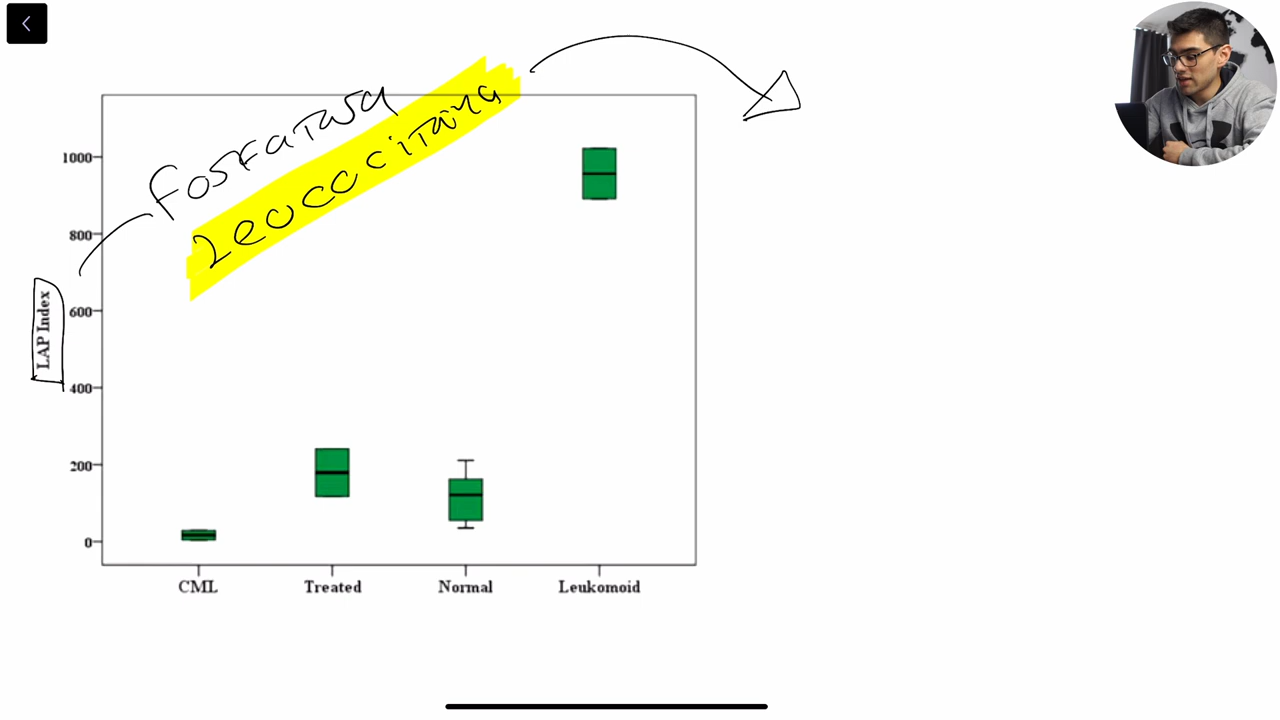 fosfatasa
leucocitaria
1000
800
600
400
200
0
LAP Index
CML Treated Normal Leukomoid